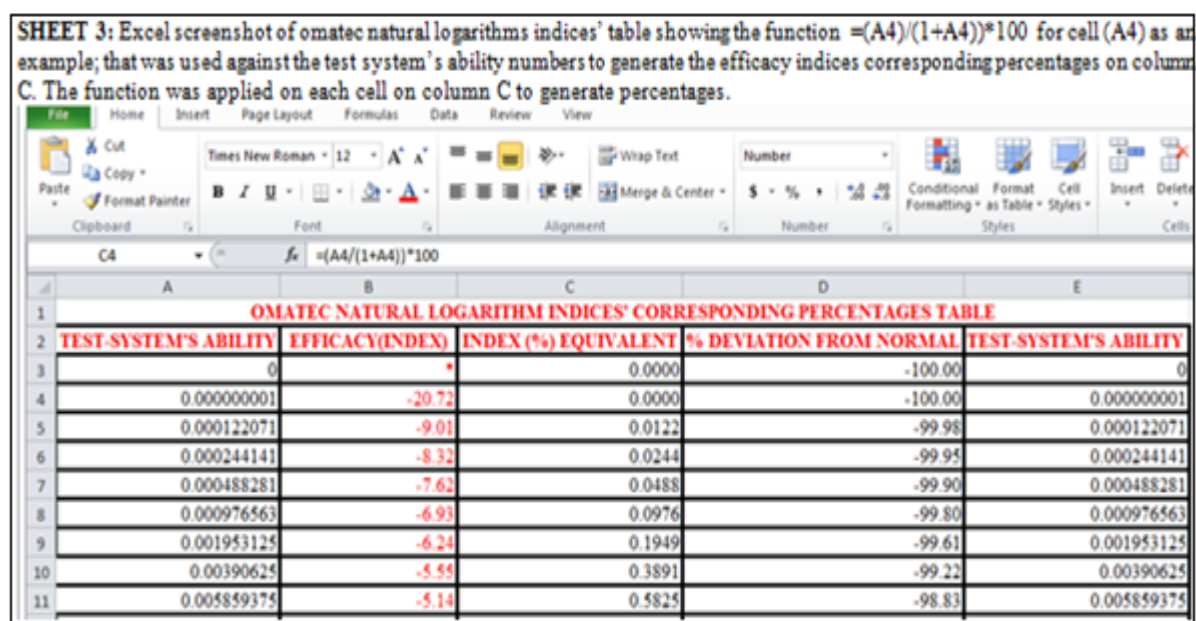 SHEET 3: Excel screenshot of omatec natural logarithms indices' table showing the function =(A4)/(1+A4))*100 for cell (A4) as an
example; that was used against the test system's ability numbers to generate the efficacy indices corresponding percentages on column
C. The function was applied on each cell on column C to generate percentages.
File Home Insert Page Layout Formulas Data Review View
Cut Times New Roman 12 A A Wrap Text Number
Copy
Paste Format Painter B I U A Merge & Center $ % , Conditional Formatting Format as Table Cell Styles Insert Delete
Clipboard Font Alignment Number Styles Cells
C4 fx =(A4/(1+A4))*100
A B C D E
1 OMATEC NATURAL LOGARITHM INDICES' CORRESPONDING PERCENTAGES TABLE
2 TEST-SYSTEM'S ABILITY EFFICACY(INDEX) INDEX (%) EQUIVALENT % DEVIATION FROM NORMAL TEST-SYSTEM'S ABILITY
3 0 * 0.0000 -100.00 0
4 0.000000001 -20.72 0.0000 -100.00 0.000000001
5 0.000122071 -9.01 0.0122 -99.98 0.000122071
6 0.000244141 -8.32 0.0244 -99.95 0.000244141
7 0.000488281 -7.62 0.0488 -99.90 0.000488281
8 0.000976563 -6.93 0.0976 -99.80 0.000976563
9 0.001953125 -6.24 0.1949 -99.61 0.001953125
10 0.00390625 -5.55 0.3891 -99.22 0.00390625
11 0.005859375 -5.14 0.5825 -98.83 0.005859375